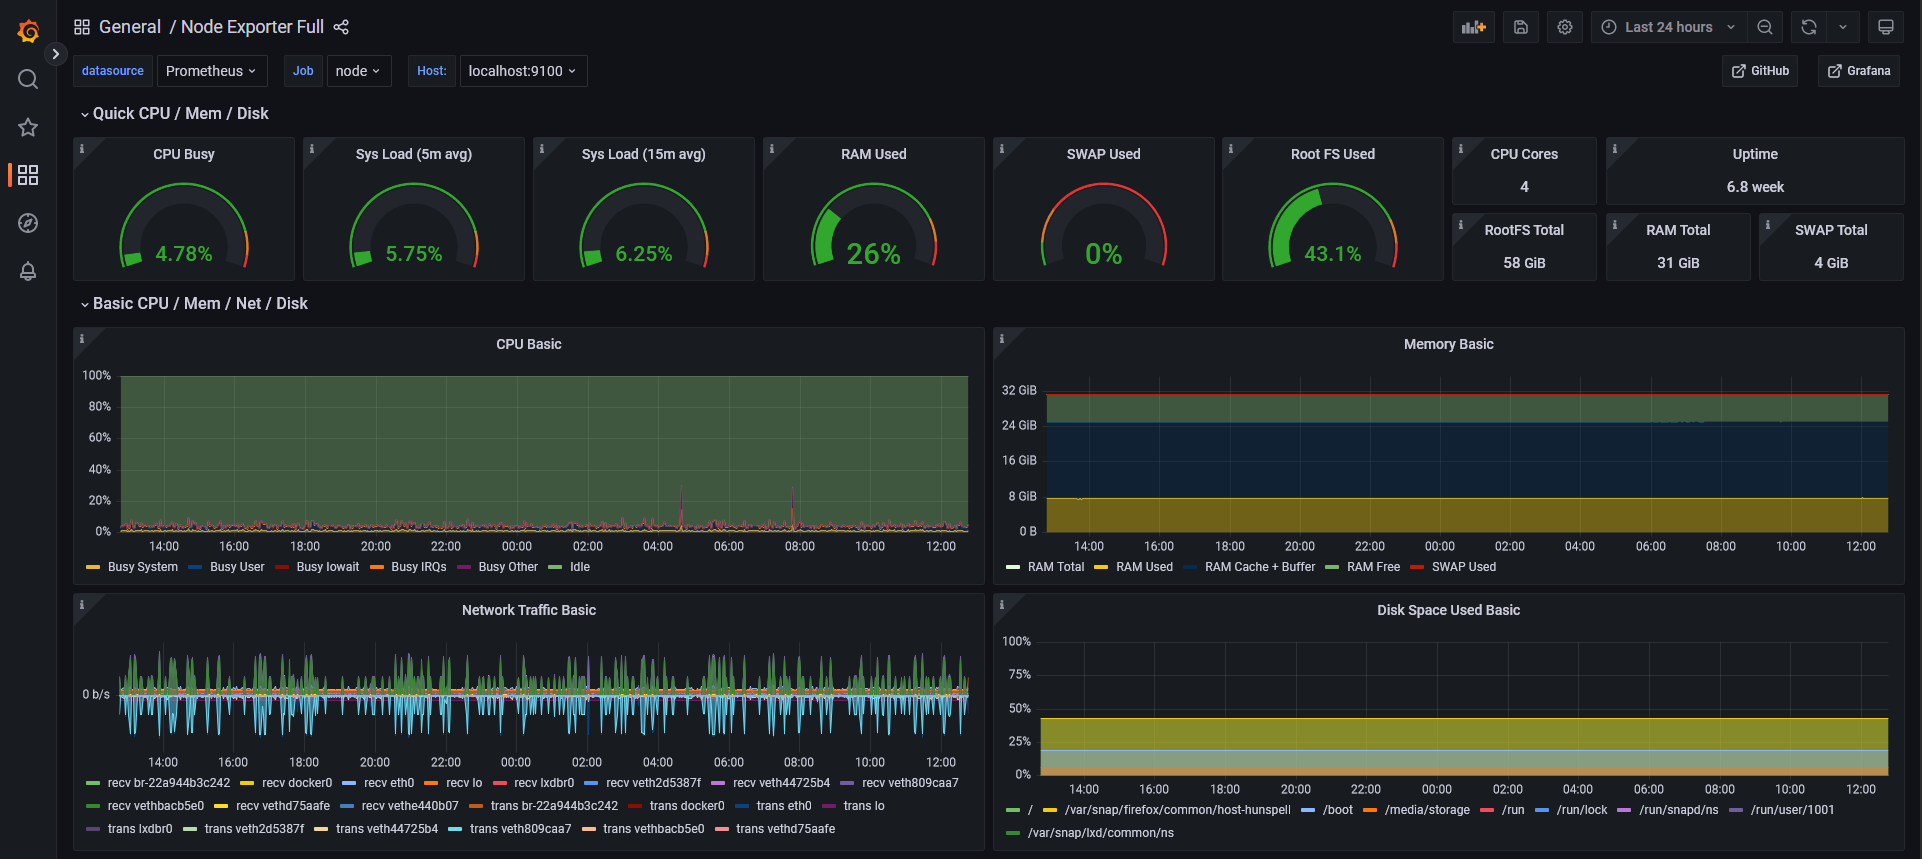 General / Node Exporter Full
Last 24 hours
datasource Prometheus Job node Host: localhost:9100 GitHub Grafana
Quick CPU / Mem / Disk
CPU Busy
4.78%
Sys Load (5m avg)
5.75%
Sys Load (15m avg)
6.25%
RAM Used
26%
SWAP Used
0%
Root FS Used
43.1%
CPU Cores
4
Uptime
6.8 week
RootFS Total
58 GiB
RAM Total
31 GiB
SWAP Total
4 GiB
Basic CPU / Mem / Net / Disk
CPU Basic
100%
80%
60%
40%
20%
0%
14:00 16:00 18:00 20:00 22:00 00:00 02:00 04:00 06:00 08:00 10:00 12:00
Busy System Busy User Busy Iowait Busy IRQs Busy Other Idle
Memory Basic
32 GiB
24 GiB
16 GiB
8 GiB
0 B
14:00 16:00 18:00 20:00 22:00 00:00 02:00 04:00 06:00 08:00 10:00 12:00
RAM Total RAM Used RAM Cache + Buffer RAM Free SWAP Used
Network Traffic Basic
0 b/s
14:00 16:00 18:00 20:00 22:00 00:00 02:00 04:00 06:00 08:00 10:00 12:00
recv br-22a944b3c242 recv docker0 recv eth0 recv lo recv lxdbr0 recv veth2d5387f recv veth44725b4 recv veth809caa7
recv vethbacb5e0 recv vethd75aafe recv vethe440b07 trans br-22a944b3c242 trans docker0 trans eth0 trans lo
trans lxdbr0 trans veth2d5387f trans veth44725b4 trans veth809caa7 trans vethbacb5e0 trans vethd75aafe
Disk Space Used Basic
100%
75%
50%
25%
0%
14:00 16:00 18:00 20:00 22:00 00:00 02:00 04:00 06:00 08:00 10:00 12:00
/ /var/snap/firefox/common/host-hunspell /boot /media/storage /run /run/lock /run/snapd/ns /run/user/1001
/var/snap/lxd/common/ns